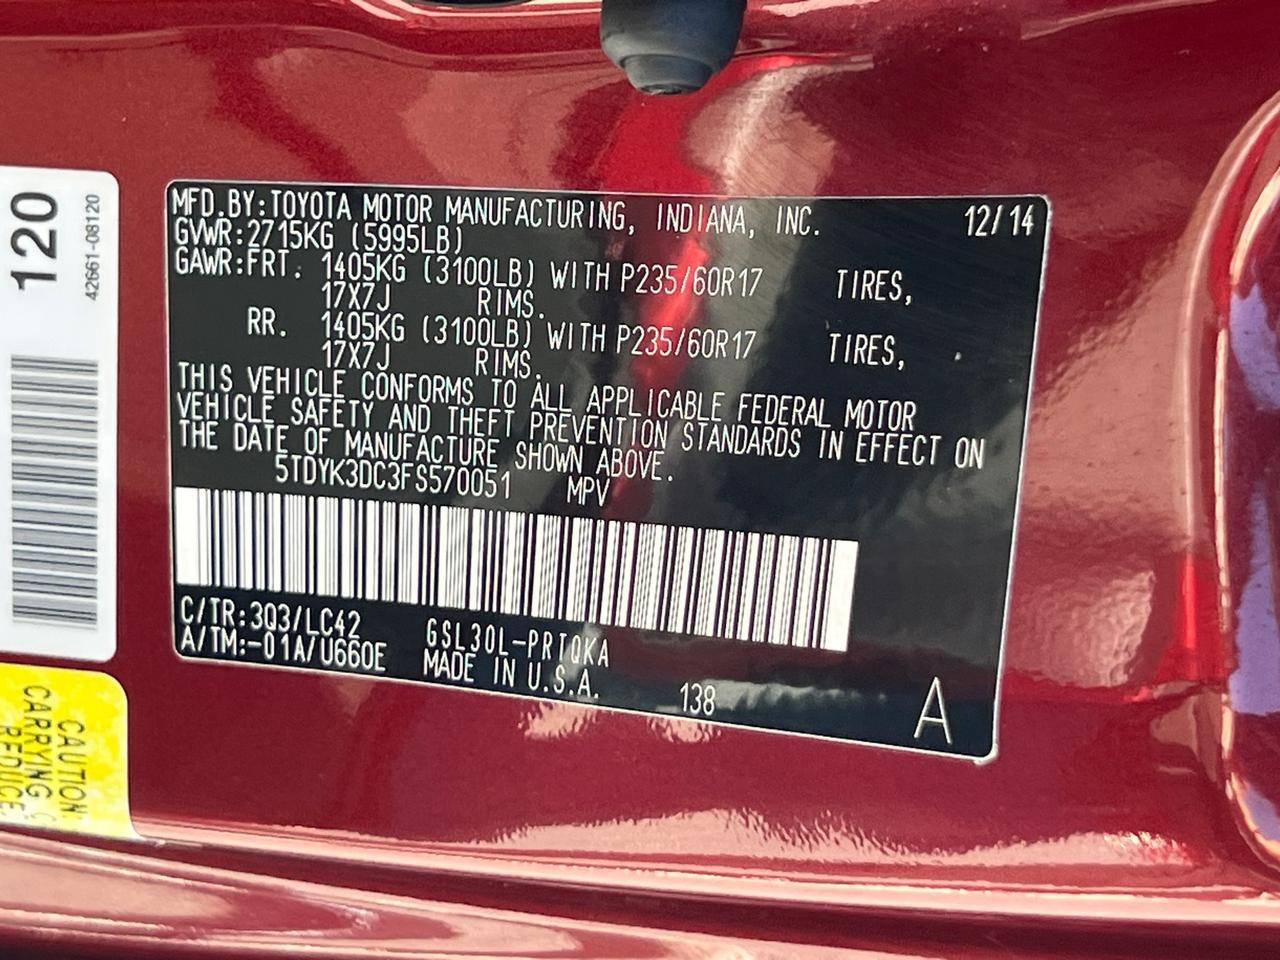 MFD.BY:TOYOTA MOTOR MANUFACTURING, INDIANA, INC. 12/14
GVWR:2715KG (5995LB)
GAWR:FRT. 1405KG (3100LB) WITH P235/60R17 TIRES,
17X7J RIMS.
RR. 1405KG (3100LB) WITH P235/60R17 TIRES,
17X7J RIMS.
THIS VEHICLE CONFORMS TO ALL APPLICABLE FEDERAL MOTOR
VEHICLE SAFETY AND THEFT PREVENTION STANDARDS IN EFFECT ON
THE DATE OF MANUFACTURE SHOWN ABOVE.
5TDYK3DC3FS570051 MPV
C/TR:3Q3/LC42 GSL30L-PRTQKA
A/TM:-01A/U660E MADE IN U.S.A. 138 A
120
42661-08120
CAUTION:
CARRYING
REDUCE